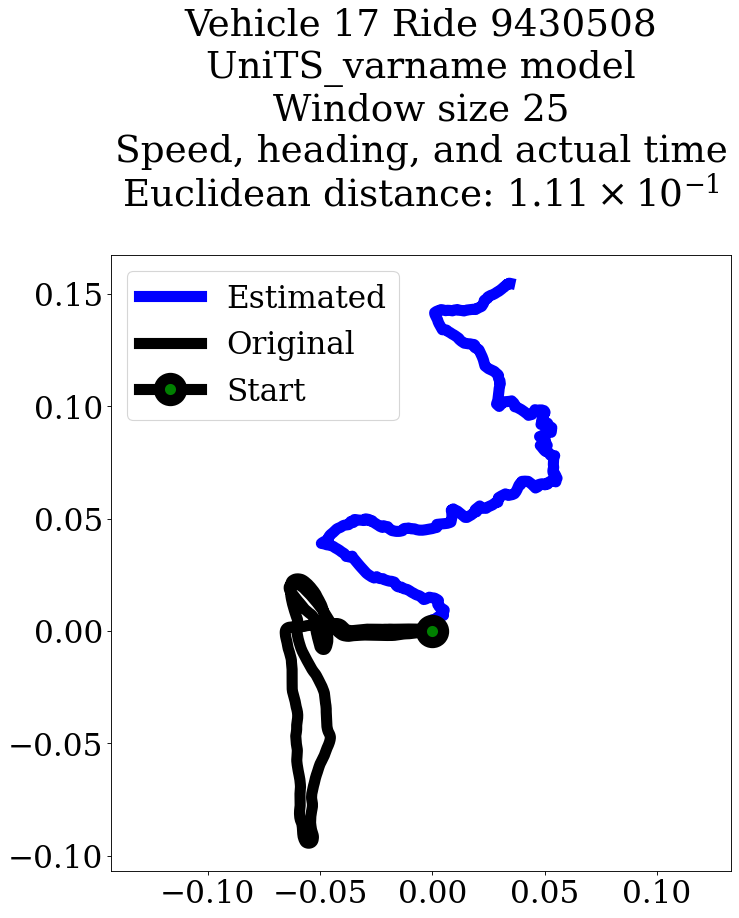 Vehicle 17 Ride 9430508
UniTS_varname model
Window size 25
Speed, heading, and actual time
Euclidean distance: 1.11 × 10⁻¹
Estimated
Original
Start
0.15
0.10
0.05
0.00
−0.05
−0.10
−0.10 −0.05 0.00 0.05 0.10